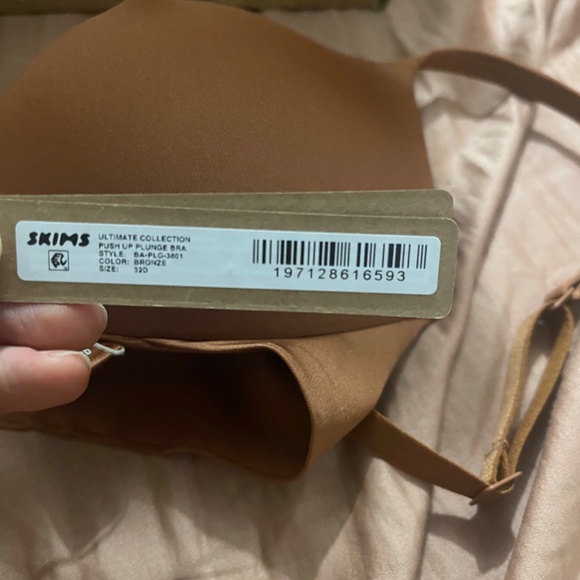 SKIMS
ULTIMATE COLLECTION
PUSH UP PLUNGE BRA
STYLE: BA-PLG-3801
COLOR: BRONZE
SIZE: 32D
197128616593